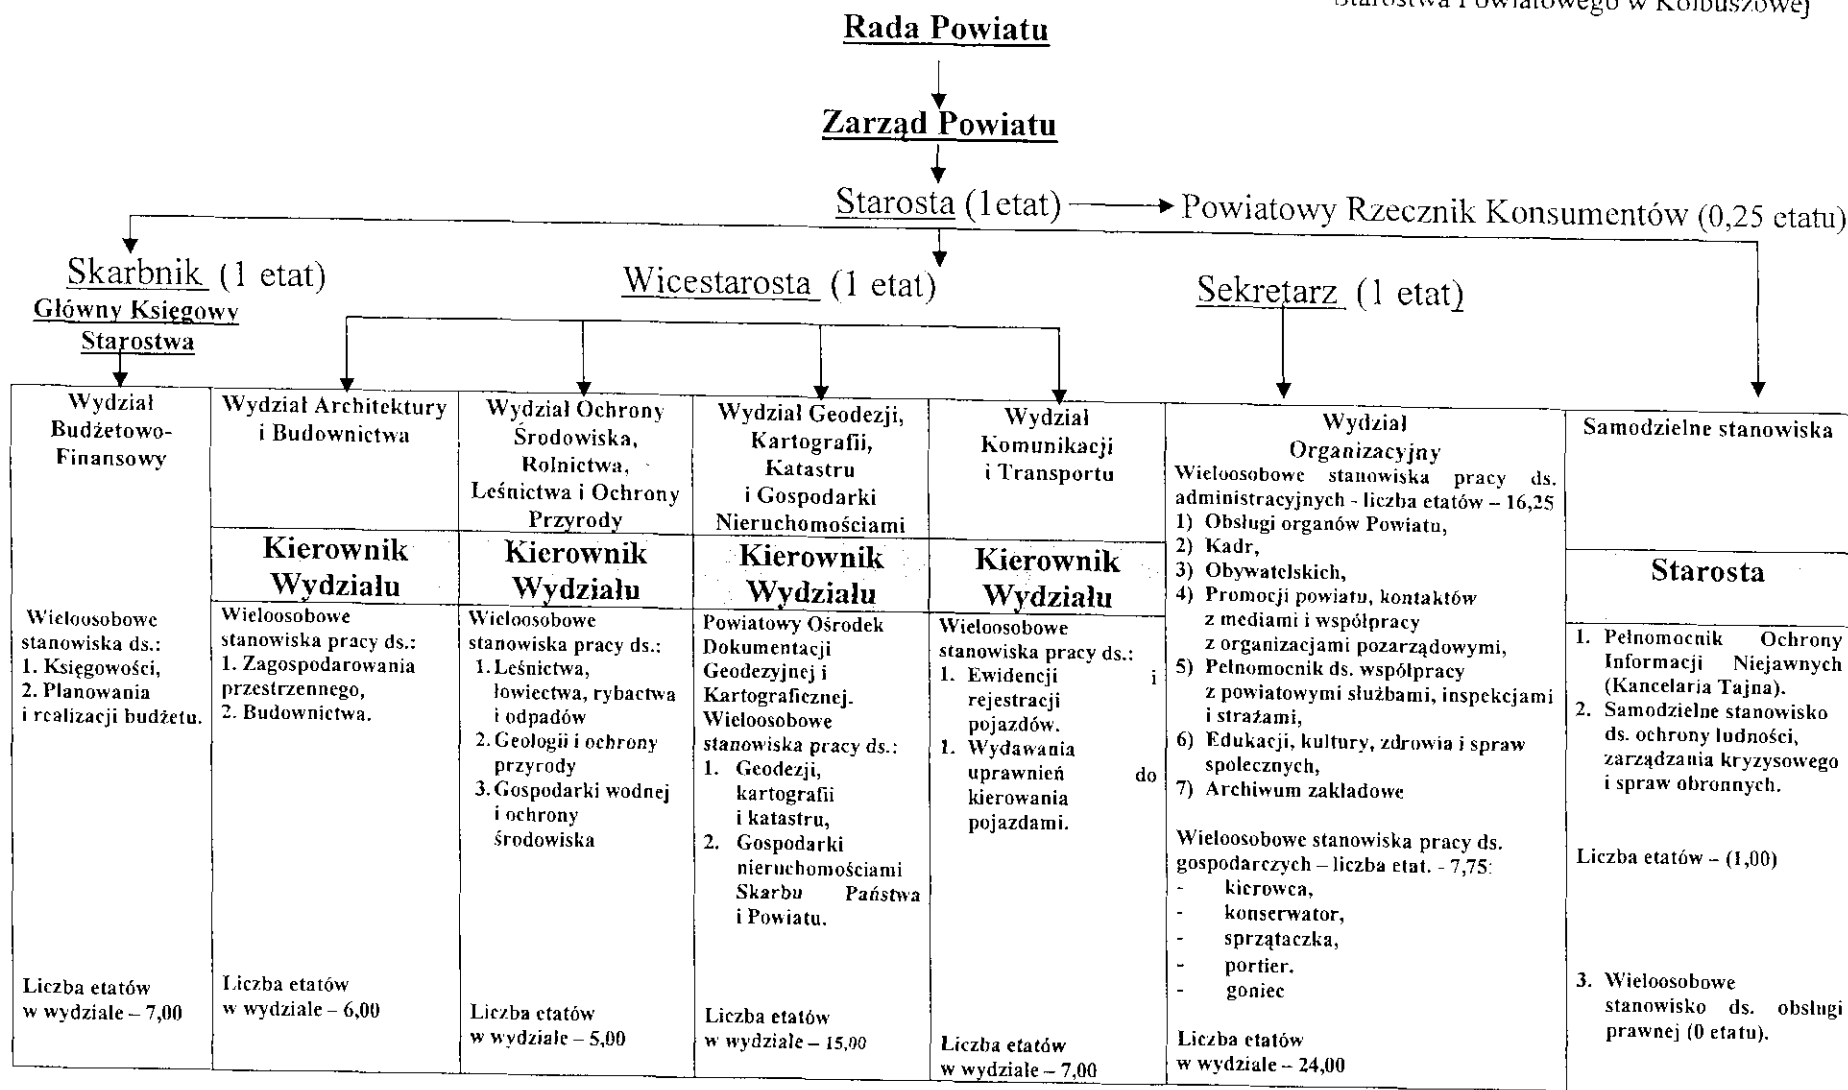 Starostwa Powiatowego w Kolbuszowej
Rada Powiatu
Zarząd Powiatu
Starosta (1etat)
Powiatowy Rzecznik Konsumentów (0,25 etatu)
Skarbnik (1 etat)
Główny Księgowy
Starostwa
Wicestarosta (1 etat)
Sekretarz (1 etat)
Wydział
Budżetowo-
Finansowy
Wieloosobowe
stanowiska ds.:
1. Księgowości,
2. Planowania
i realizacji budżetu.
Liczba etatów
w wydziale – 7,00
Wydział Architektury
i Budownictwa
Kierownik
Wydziału
Wieloosobowe
stanowiska pracy ds.:
1. Zagospodarowania
przestrzennego,
2. Budownictwa.
Liczba etatów
w wydziale – 6,00
Wydział Ochrony
Środowiska,
Rolnictwa,
Leśnictwa i Ochrony
Przyrody
Kierownik
Wydziału
Wieloosobowe
stanowiska pracy ds.:
1. Leśnictwa,
łowiectwa, rybactwa
i odpadów
2. Geologii i ochrony
przyrody
3. Gospodarki wodnej
i ochrony
środowiska
Liczba etatów
w wydziale – 5,00
Wydział Geodezji,
Kartografii,
Katastru
i Gospodarki
Nieruchomościami
Kierownik
Wydziału
Powiatowy Ośrodek
Dokumentacji
Geodezyjnej i
Kartograficznej.
Wieloosobowe
stanowiska pracy ds.:
1. Geodezji,
kartografii
i katastru,
2. Gospodarki
nieruchomościami
Skarbu Państwa
i Powiatu.
Liczba etatów
w wydziale – 15,00
Wydział
Komunikacji
i Transportu
Kierownik
Wydziału
Wieloosobowe
stanowiska pracy ds.:
1. Ewidencji i
rejestracji
pojazdów.
1. Wydawania
uprawnień do
kierowania
pojazdami.
Liczba etatów
w wydziale – 7,00
Wydział
Organizacyjny
Wieloosobowe stanowiska pracy ds.
administracyjnych - liczba etatów – 16,25
1) Obsługi organów Powiatu,
2) Kadr,
3) Obywatelskich,
4) Promocji powiatu, kontaktów
z mediami i współpracy
z organizacjami pozarządowymi,
5) Pełnomocnik ds. współpracy
z powiatowymi służbami, inspekcjami
i strażami,
6) Edukacji, kultury, zdrowia i spraw
społecznych,
7) Archiwum zakładowe
Wieloosobowe stanowiska pracy ds.
gospodarczych – liczba etat. - 7,75:
- kierowca,
- konserwator,
- sprzątaczka,
- portier.
- goniec
Liczba etatów
w wydziale – 24,00
Samodzielne stanowiska
Starosta
1. Pełnomocnik Ochrony
Informacji Niejawnych
(Kancelaria Tajna).
2. Samodzielne stanowisko
ds. ochrony ludności,
zarządzania kryzysowego
i spraw obronnych.
Liczba etatów – (1,00)
3. Wieloosobowe
stanowisko ds. obsługi
prawnej (0 etatu).